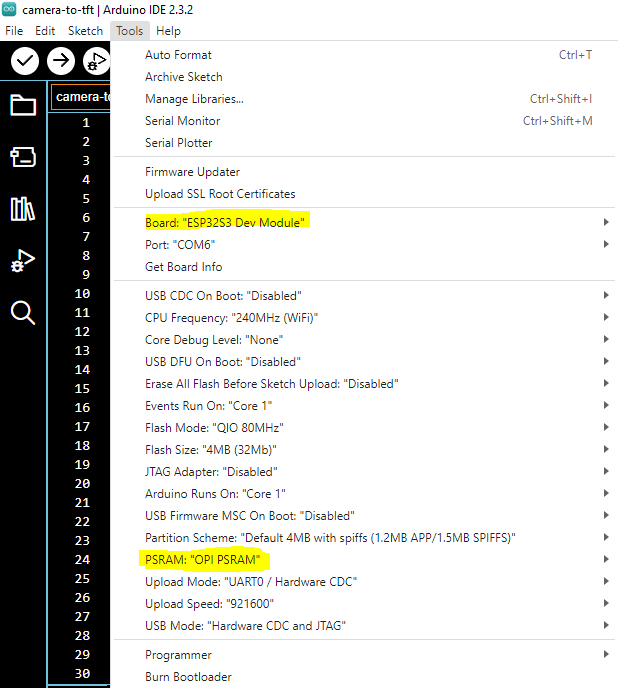 camera-to-tft | Arduino IDE 2.3.2
File Edit Sketch Tools Help
Auto Format Ctrl+T
Archive Sketch
camera-to
Manage Libraries... Ctrl+Shift+I
1
Serial Monitor Ctrl+Shift+M
2
Serial Plotter
3
Firmware Updater
4
Upload SSL Root Certificates
5
6
Board: "ESP32S3 Dev Module"
7
Port: "COM6"
8
Get Board Info
9
10
USB CDC On Boot: "Disabled"
11
CPU Frequency: "240MHz (WiFi)"
12
Core Debug Level: "None"
13
USB DFU On Boot: "Disabled"
14
Erase All Flash Before Sketch Upload: "Disabled"
15
Events Run On: "Core 1"
16
Flash Mode: "QIO 80MHz"
17
18
Flash Size: "4MB (32Mb)"
19
JTAG Adapter: "Disabled"
20
Arduino Runs On: "Core 1"
21
USB Firmware MSC On Boot: "Disabled"
22
Partition Scheme: "Default 4MB with spiffs (1.2MB APP/1.5MB SPIFFS)"
23
24
PSRAM: "OPI PSRAM"
25
Upload Mode: "UART0 / Hardware CDC"
26
Upload Speed: "921600"
27
USB Mode: "Hardware CDC and JTAG"
28
29
Programmer
30
Burn Bootloader